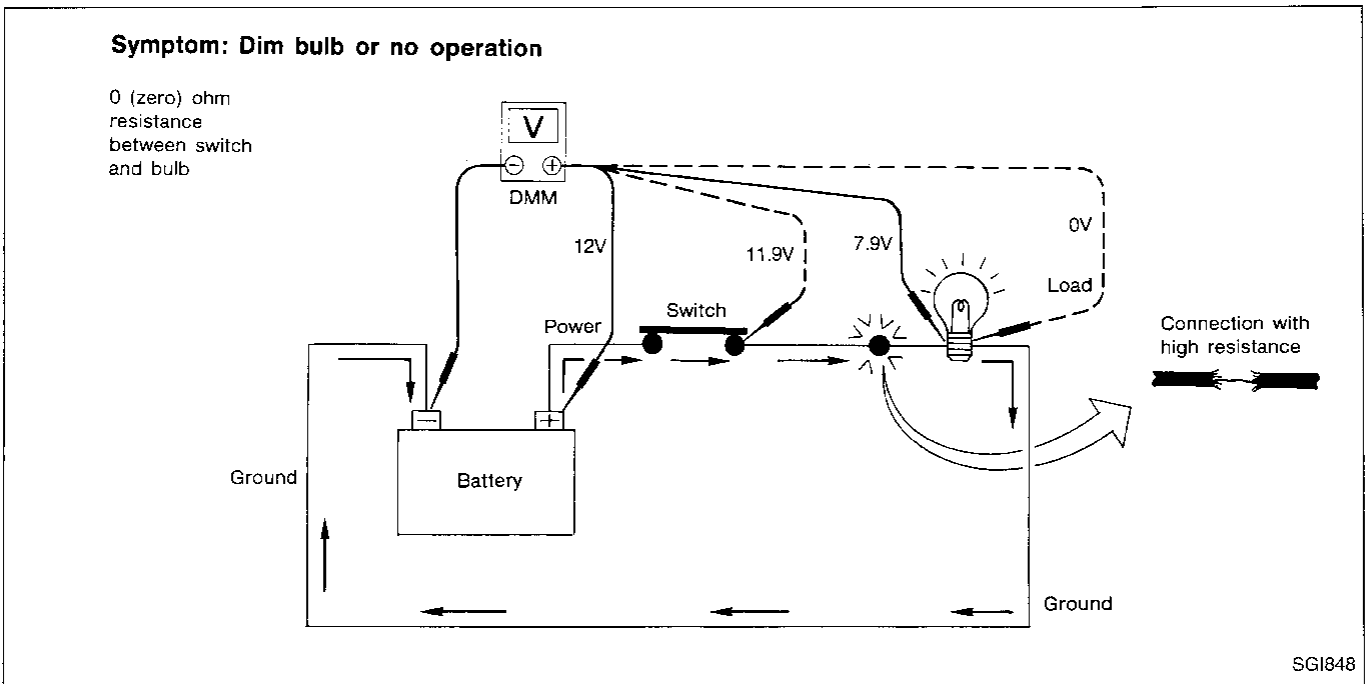 Symptom: Dim bulb or no operation
0 (zero) ohm
resistance
between switch
and bulb
V
- +
DMM
12V
11.9V
7.9V
0V
Load
Switch
Power
Connection with
high resistance
- +
Ground
Battery
Ground
SGI848